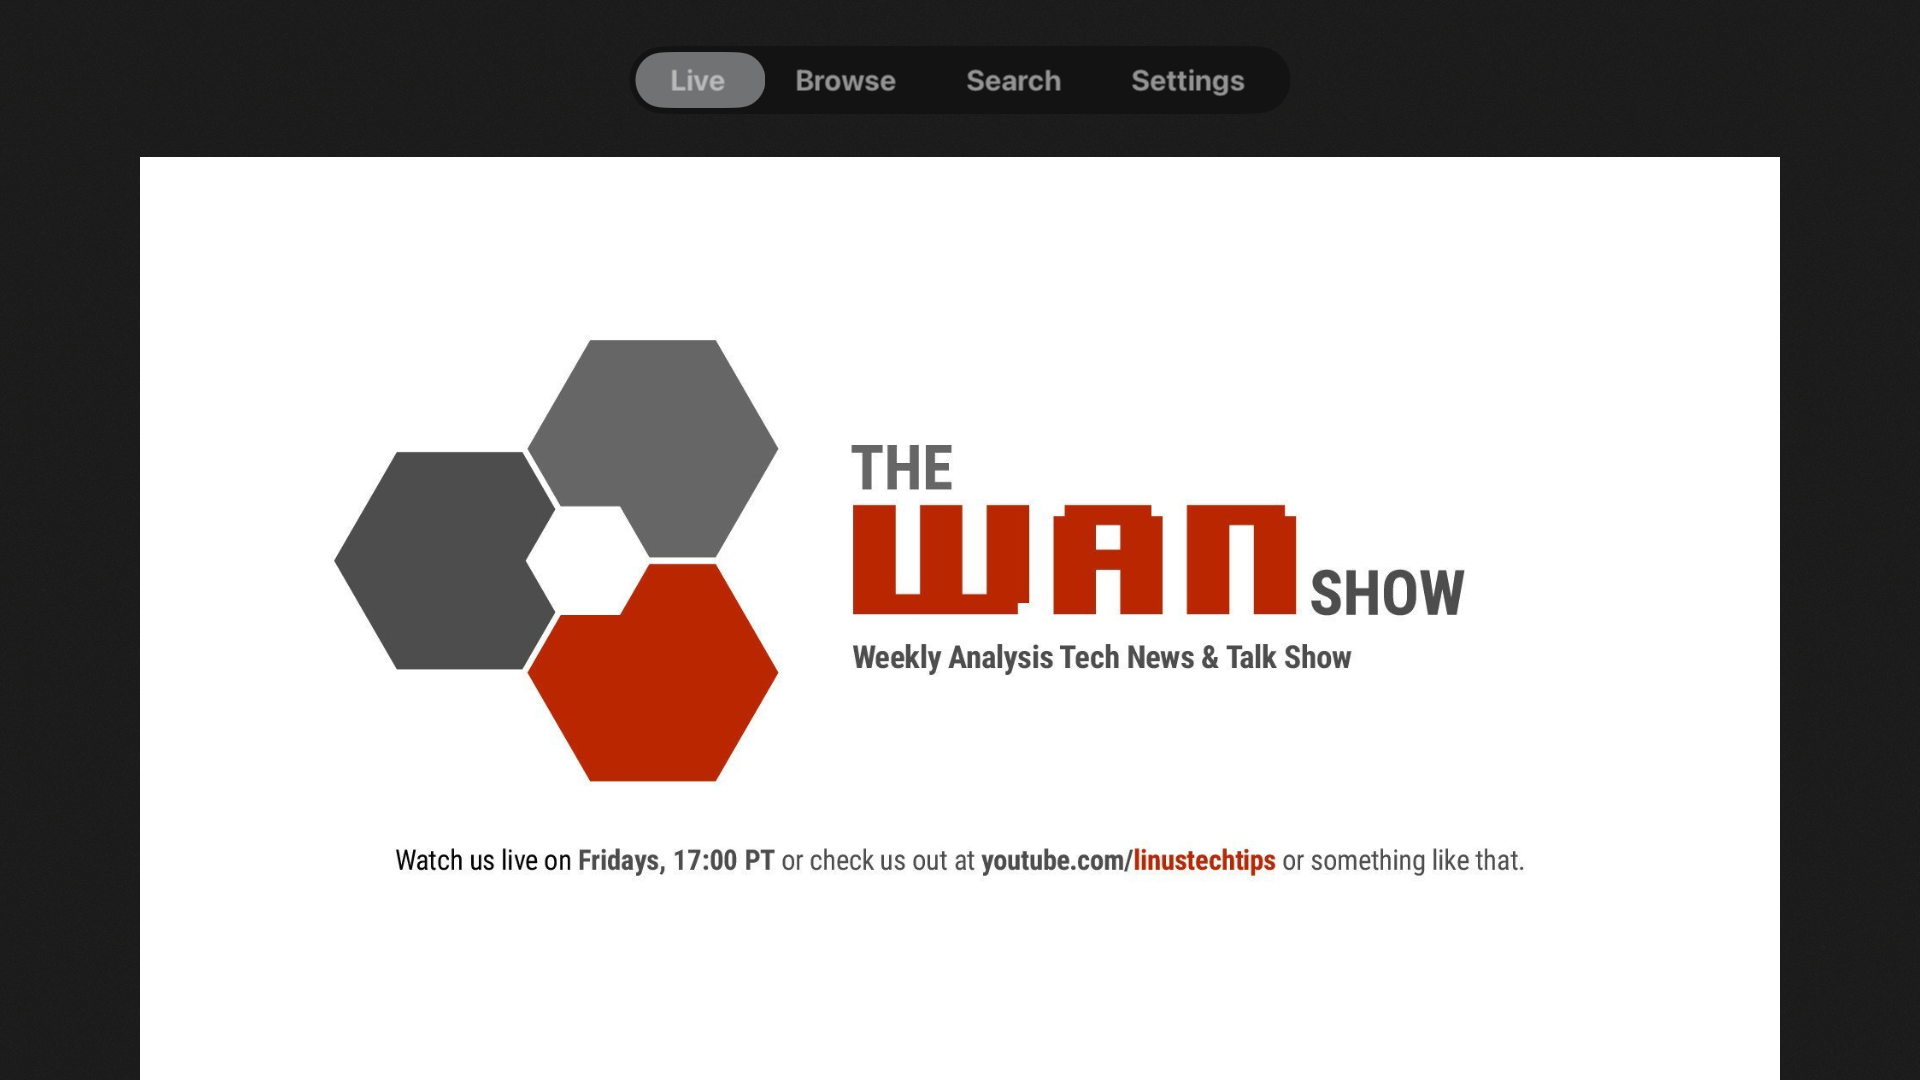 Live Browse Search Settings
THE
WAN SHOW
Weekly Analysis Tech News & Talk Show
Watch us live on Fridays, 17:00 PT or check us out at youtube.com/linustechtips or something like that.